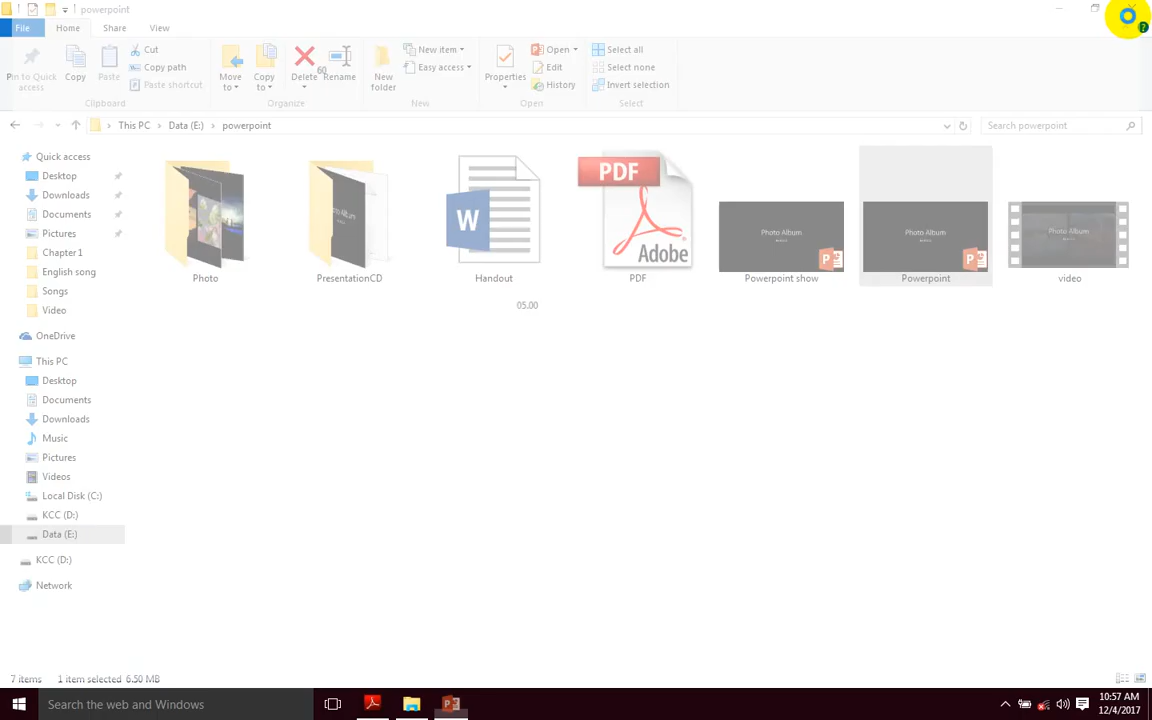 powerpoint
File Home Share View
Pin to Quick access
Copy
Paste
Cut
Copy path
Paste shortcut
Clipboard
Move to
Copy to
Delete
Rename
60
Organize
New folder
New item
Easy access
New
Properties
Open
Edit
History
Open
Select all
Select none
Invert selection
Select
This PC Data (E:) powerpoint
Search powerpoint
Quick access
Desktop
Downloads
Documents
Pictures
Chapter 1
English song
Songs
Video
OneDrive
This PC
Desktop
Documents
Downloads
Music
Pictures
Videos
Local Disk (C:)
KCC (D:)
Data (E:)
KCC (D:)
Network
Photo Album
W
PDF
Adobe
Photo Album
Photo Album
Photo Album
Photo PresentationCD Handout PDF Powerpoint show Powerpoint video
05.00
7 items 1 item selected 6.50 MB
Search the web and Windows
10:57 AM
12/4/2017